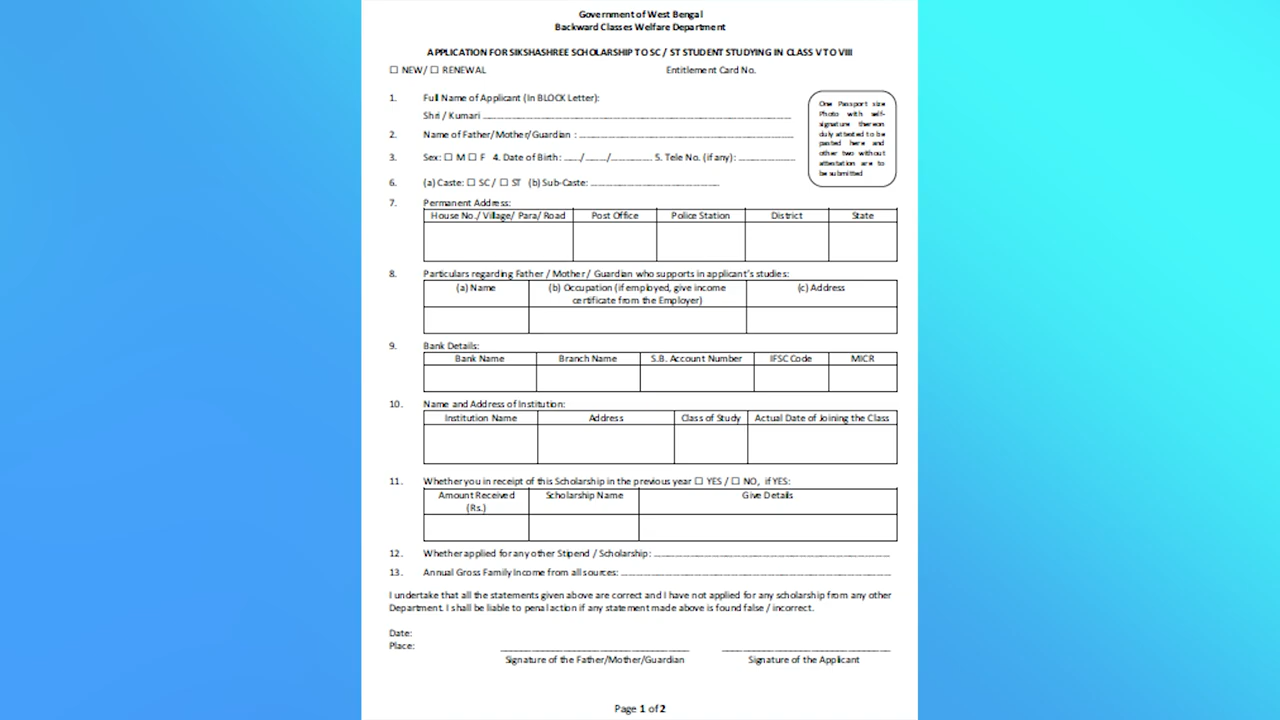 Government of West Bengal
Backward Classes Welfare Department
APPLICATION FOR SIKSHASHREE SCHOLARSHIP TO SC / ST STUDENT STUDYING IN CLASS V TO VIII
☐ NEW/ ☐ RENEWAL Entitlement Card No.
1. Full Name of Applicant (In BLOCK Letter):
Shri / Kumari
One Passport size
Photo with self-
signature thereon
duly attested to be
pasted here and
other two without
attestation are to
be submitted
2. Name of Father/Mother/Guardian :
3. Sex: ☐ M ☐ F 4. Date of Birth: ...../......./............. 5. Tele No. (if any):
6. (a) Caste: ☐ SC / ☐ ST (b) Sub-Caste:
7. Permanent Address:
House No./ Village/ Para/ Road Post Office Police Station District State
8. Particulars regarding Father / Mother / Guardian who supports in applicant's studies:
(a) Name (b) Occupation (if employed, give income (c) Address
certificate from the Employer)
9. Bank Details:
Bank Name Branch Name S.B. Account Number IFSC Code MICR
10. Name and Address of Institution:
Institution Name Address Class of Study Actual Date of Joining the Class
11. Whether you in receipt of this Scholarship in the previous year ☐ YES / ☐ NO, if YES:
Amount Received Scholarship Name Give Details
(Rs.)
12. Whether applied for any other Stipend / Scholarship:
13. Annual Gross Family Income from all sources:
I undertake that all the statements given above are correct and I have not applied for any scholarship from any other
Department. I shall be liable to penal action if any statement made above is found false / incorrect.
Date:
Place:
Signature of the Father/Mother/Guardian Signature of the Applicant
Page 1 of 2